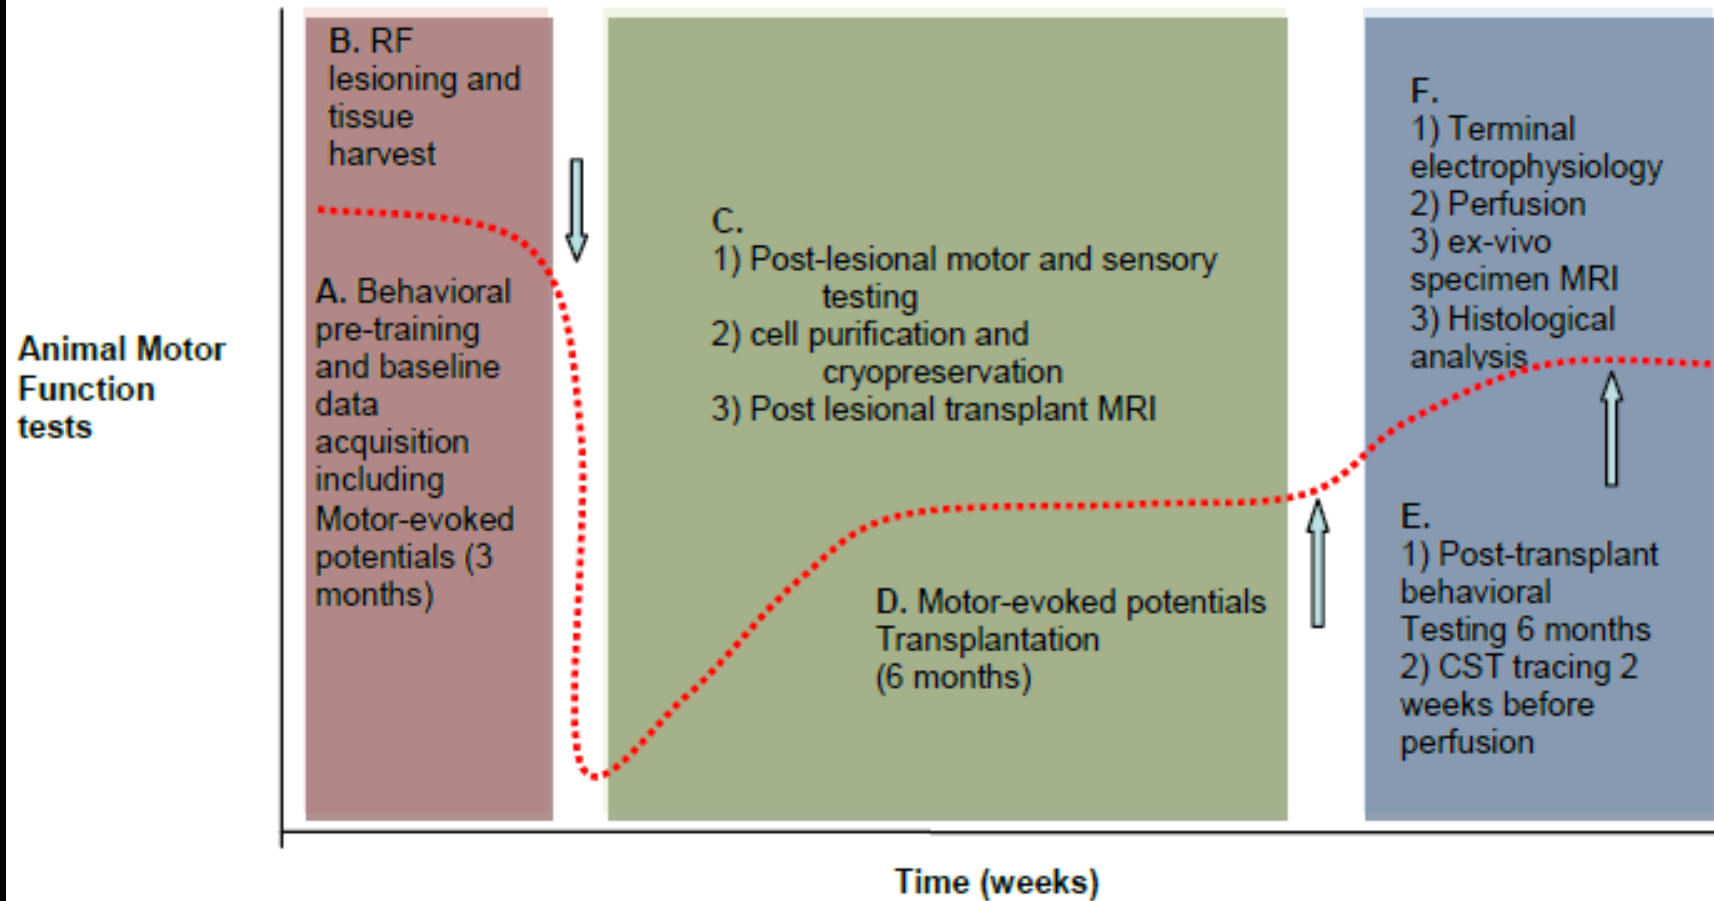 Animal Motor
Function
tests
B. RF
lesioning and
tissue
harvest
A. Behavioral
pre-training
and baseline
data
acquisition
including
Motor-evoked
potentials (3
months)
C.
1) Post-lesional motor and sensory
testing
2) cell purification and
cryopreservation
3) Post lesional transplant MRI
D. Motor-evoked potentials
Transplantation
(6 months)
F.
1) Terminal
electrophysiology
2) Perfusion
3) ex-vivo
specimen MRI
3) Histological
analysis
E.
1) Post-transplant
behavioral
Testing 6 months
2) CST tracing 2
weeks before
perfusion
Time (weeks)